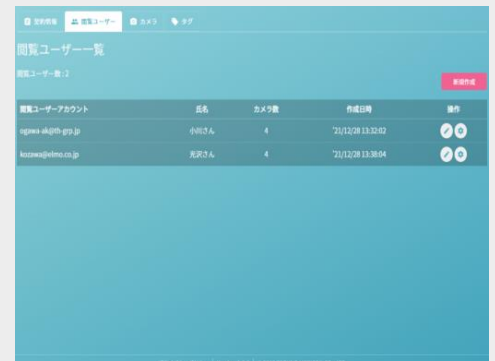 契約情報 閲覧ユーザー カメラ タグ
閲覧ユーザー一覧
閲覧ユーザー数 : 2
新規作成
閲覧ユーザーアカウント 氏名 カメラ数 作成日時 操作
ogawa-ak@th-grp.jp 小川さん 4 '21/12/28 13:32:02
kozawa@elmo.co.jp 光沢さん 4 '21/12/28 13:38:04